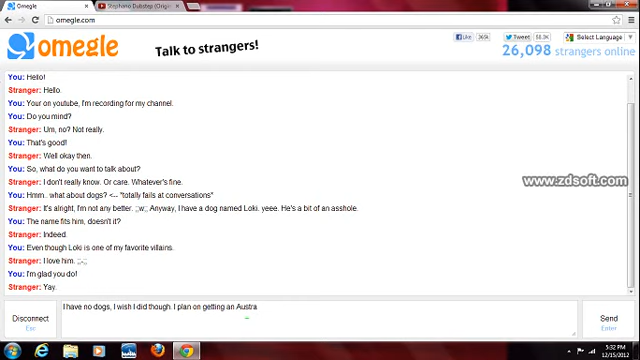 Omegle
Stephano Dubstep (Origi
omegle.com
omegle
Talk to strangers!
Like
Tweet
Select Language
26,098 strangers online
You: Hello!
Stranger: Hello.
You: Your on youtube, I'm recording for my channel.
You: Do you mind?
Stranger: Um, no? Not really.
You: That's good!
Stranger: Well okay then.
You: So, what do you want to talk about?
Stranger: I don't really know. Or care. Whatever's fine.
You: Hmm.. what about dogs? <-- "totally fails at conversations"
Stranger: It's alright, I'm not any better. ;;w;; Anyway, I have a dog named Loki. yeee. He's a bit of an asshole.
You: The name fits him, doesn't it?
Stranger: Indeed.
You: Even though Loki is one of my favorite villains.
Stranger: I love him. ;;-;;
You: I'm glad you do!
Stranger: Yay.
www.zdsoft.com
Disconnect
Esc
I have no dogs, I wish I did though. I plan on getting an Austra
Send
Enter
5:32 PM
12/15/2012